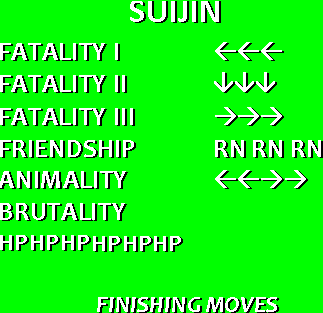 SUIJIN
FATALITY I ←←←
FATALITY II ↓↓↓
FATALITY III →→→
FRIENDSHIP RN RN RN
ANIMALITY ←←→→
BRUTALITY
HPHPHPHPHPHP
FINISHING MOVES